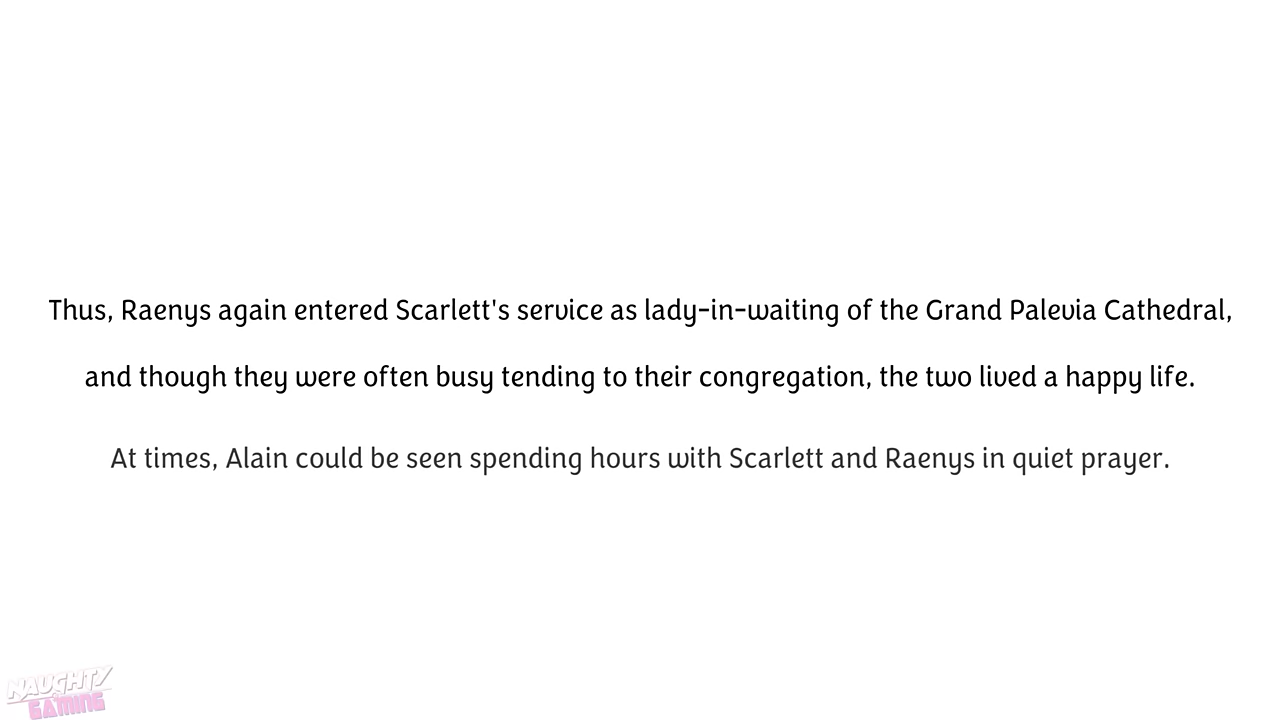 Thus, Raenys again entered Scarlett's service as lady-in-waiting of the Grand Palevia Cathedral,
and though they were often busy tending to their congregation, the two lived a happy life.
At times, Alain could be seen spending hours with Scarlett and Raenys in quiet prayer.
NAUGHTY
GAMING